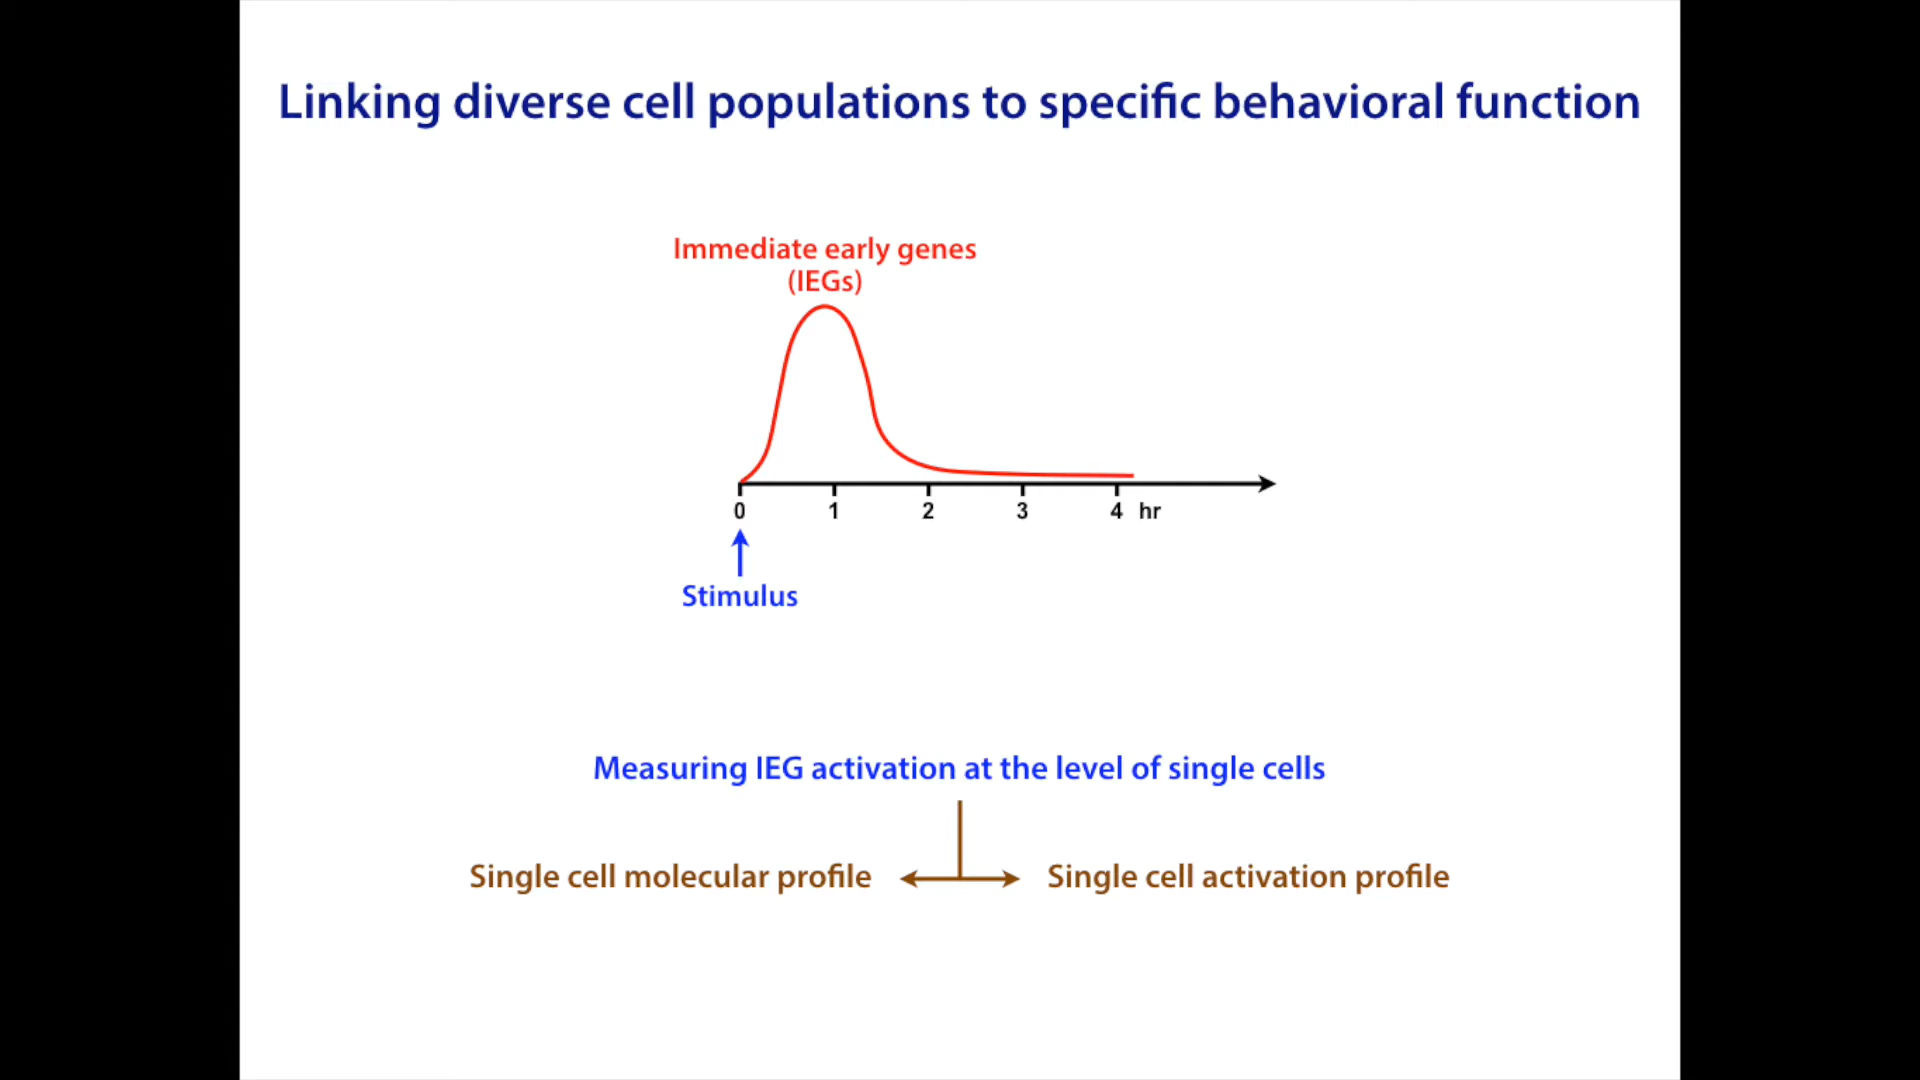 Linking diverse cell populations to specific behavioral function
Immediate early genes
(IEGs)
0 1 2 3 4 hr
Stimulus
Measuring IEG activation at the level of single cells
Single cell molecular profile Single cell activation profile